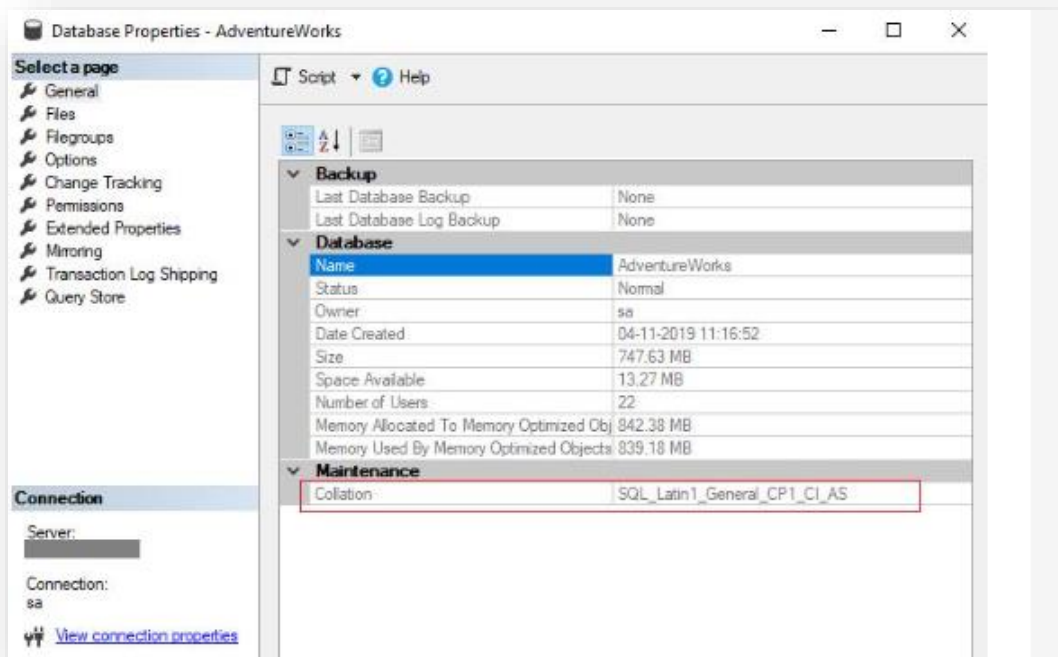 Database Properties - AdventureWorks
Select a page
General
Files
Filegroups
Options
Change Tracking
Permissions
Extended Properties
Mirroring
Transaction Log Shipping
Query Store
Connection
Server:
Connection:
sa
View connection properties
Script Help
Backup
Last Database Backup None
Last Database Log Backup None
Database
Name AdventureWorks
Status Normal
Owner sa
Date Created 04-11-2019 11:16:52
Size 747.63 MB
Space Available 13.27 MB
Number of Users 22
Memory Allocated To Memory Optimized Obj 842.38 MB
Memory Used By Memory Optimized Objects 839.18 MB
Maintenance
Collation SQL_Latin1_General_CP1_CI_AS